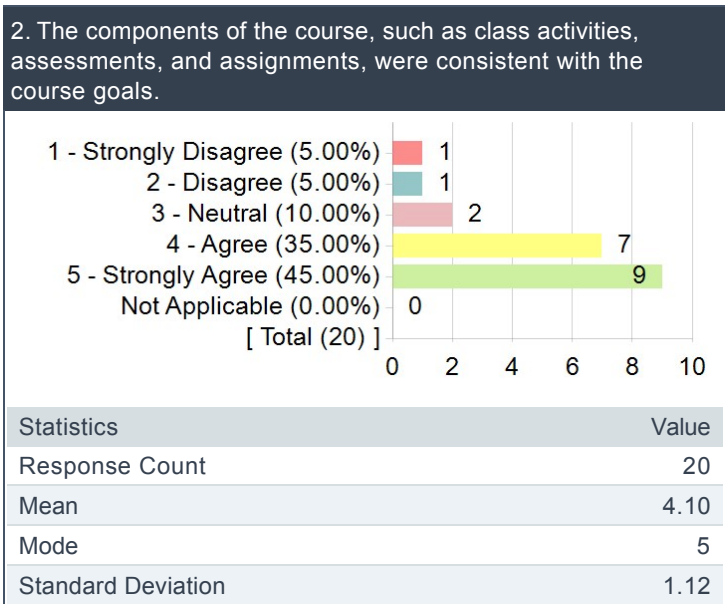 2. The components of the course, such as class activities,
assessments, and assignments, were consistent with the
course goals.
1 - Strongly Disagree (5.00%) 1
2 - Disagree (5.00%) 1
3 - Neutral (10.00%) 2
4 - Agree (35.00%) 7
5 - Strongly Agree (45.00%) 9
Not Applicable (0.00%) 0
[ Total (20) ]
0 2 4 6 8 10
Statistics Value
Response Count 20
Mean 4.10
Mode 5
Standard Deviation 1.12